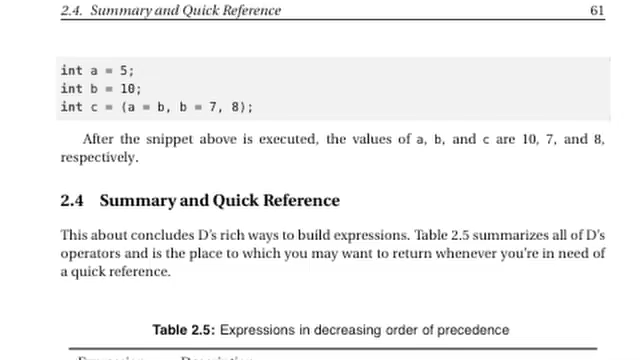 2.4. Summary and Quick Reference 61
int a = 5;
int b = 10;
int c = (a = b, b = 7, 8);
After the snippet above is executed, the values of a, b, and c are 10, 7, and 8,
respectively.
2.4 Summary and Quick Reference
This about concludes D's rich ways to build expressions. Table 2.5 summarizes all of D's
operators and is the place to which you may want to return whenever you're in need of
a quick reference.
Table 2.5: Expressions in decreasing order of precedence
Expression Description